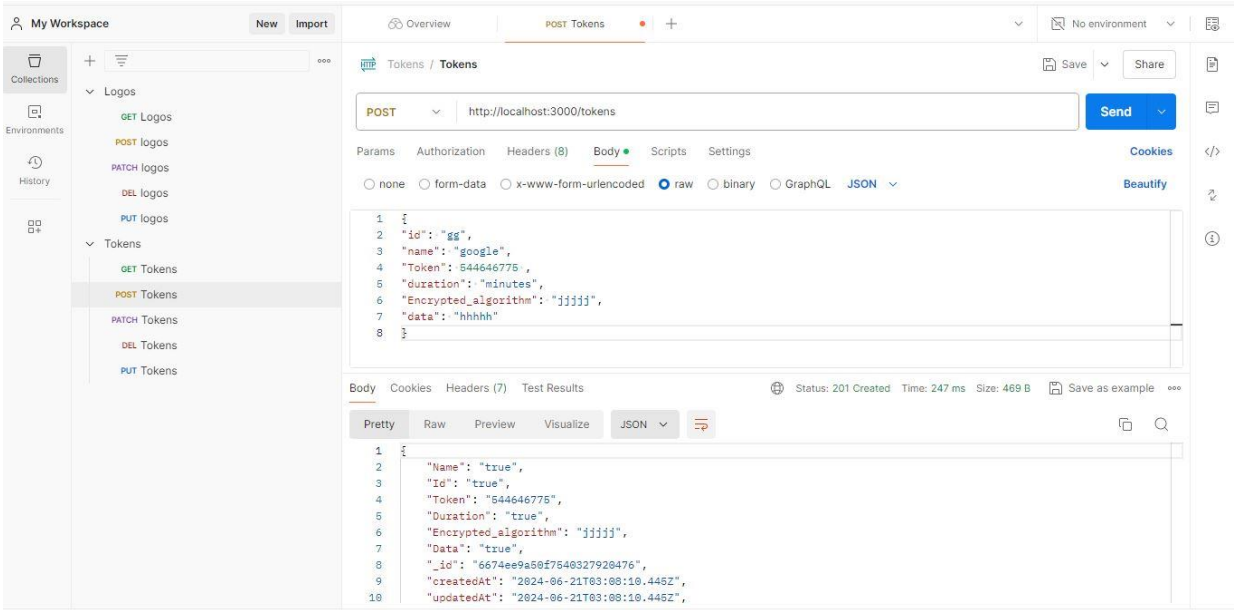 My Workspace New Import Overview POST Tokens No environment
Collections
Environments
History
Logos
GET Logos
POST logos
PATCH logos
DEL logos
PUT logos
Tokens
GET Tokens
POST Tokens
PATCH Tokens
DEL Tokens
PUT Tokens
HTTP Tokens / Tokens Save Share
POST http://localhost:3000/tokens Send
Params Authorization Headers (8) Body Scripts Settings Cookies
none form-data x-www-form-urlencoded raw binary GraphQL JSON Beautify
1 {
2 "id": "gg",
3 "name": "google",
4 "Token": 544646775 ,
5 "duration": "minutes",
6 "Encrypted_algorithm": "jjjjj",
7 "data": "hhhhh"
8 }
Body Cookies Headers (7) Test Results Status: 201 Created Time: 247 ms Size: 469 B Save as example
Pretty Raw Preview Visualize JSON
1 {
2 "Name": "true",
3 "Id": "true",
4 "Token": "544646775",
5 "Duration": "true",
6 "Encrypted_algorithm": "jjjjj",
7 "Data": "true",
8 "_id": "6674ee9a50f7540327920476",
9 "createdAt": "2024-06-21T03:08:10.445Z",
10 "updatedAt": "2024-06-21T03:08:10.445Z",